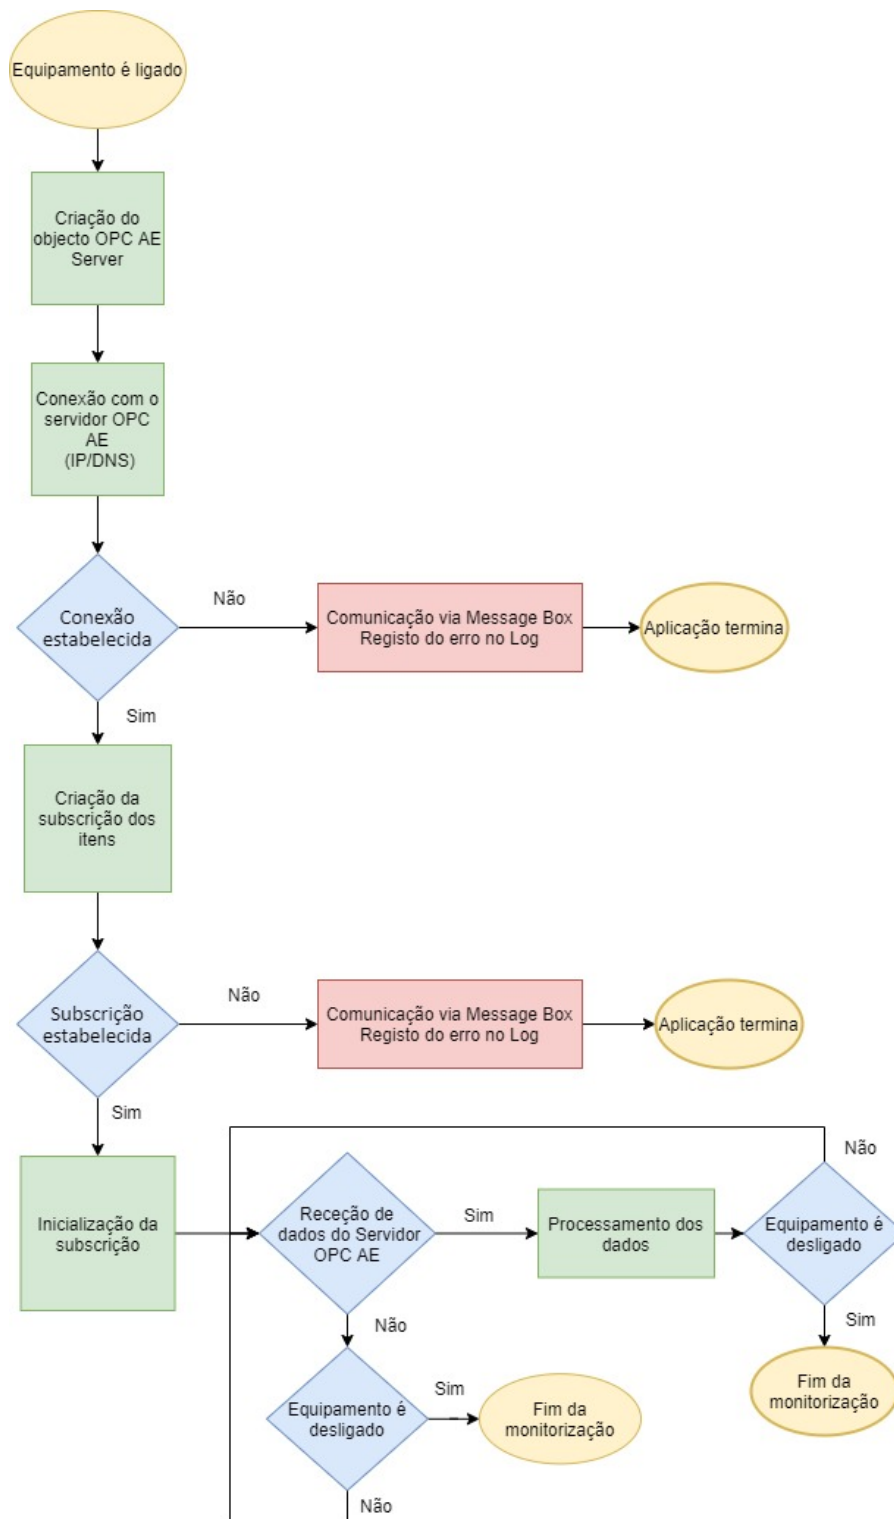 Equipamento é ligado
Criação do
objecto OPC AE
Server
Conexão com o
servidor OPC
AE
(IP/DNS)
Conexão
estabelecida
Não
Comunicação via Message Box
Registo do erro no Log
Aplicação termina
Sim
Criação da
subscrição dos
itens
Subscrição
estabelecida
Não
Comunicação via Message Box
Registo do erro no Log
Aplicação termina
Sim
Inicialização da
subscrição
Receção de
dados do Servidor
OPC AE
Sim
Processamento dos
dados
Equipamento é
desligado
Não
Sim
Fim da
monitorização
Não
Equipamento é
desligado
Sim
Fim da
monitorização
Não